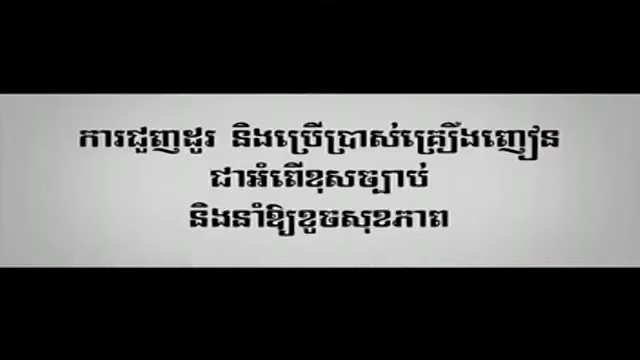 ការជួញដូរ និងប្រើប្រាស់គ្រឿងញៀន
ជាអំពើខុសច្បាប់
និងនាំឱ្យខូចសុខភាព